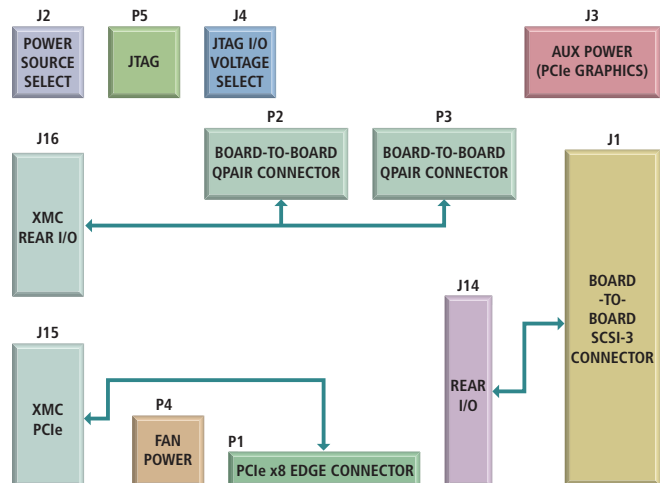 J2
POWER
SOURCE
SELECT
P5
JTAG
J4
JTAG I/O
VOLTAGE
SELECT
J3
AUX POWER
(PCIe GRAPHICS)
J16
XMC
REAR I/O
P2
BOARD-TO-BOARD
QPAIR CONNECTOR
P3
BOARD-TO-BOARD
QPAIR CONNECTOR
J1
BOARD
-TO-
BOARD
SCSI-3
CONNECTOR
J14
REAR
I/O
J15
XMC
PCIe
P4
FAN
POWER
P1
PCIe x8 EDGE CONNECTOR